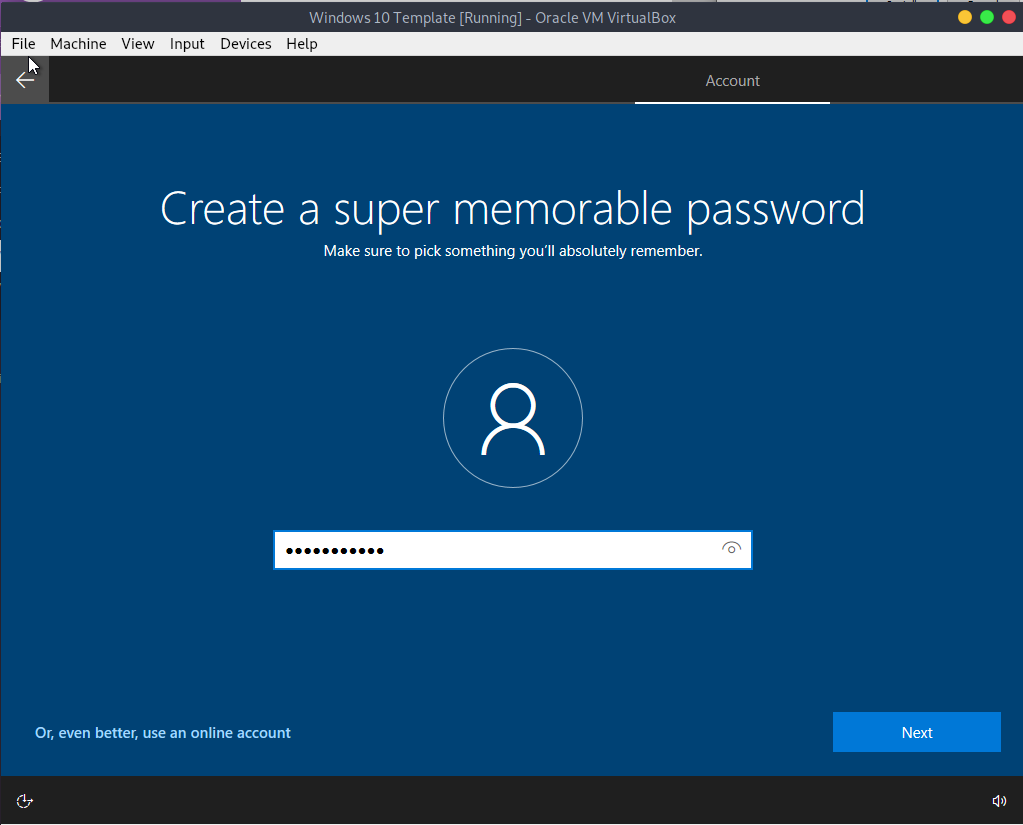 Windows 10 Template [Running] - Oracle VM VirtualBox
File Machine View Input Devices Help
Account
Create a super memorable password
Make sure to pick something you'll absolutely remember.
•••••••••••
Or, even better, use an online account
Next